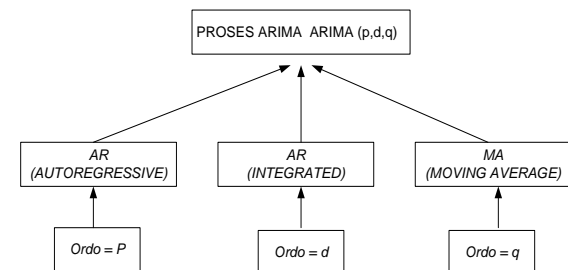 PROSES ARIMA ARIMA (p,d,q)
AR
(AUTOREGRESSIVE)
AR
(INTEGRATED)
MA
(MOVING AVERAGE)
Ordo = P
Ordo = d
Ordo = q